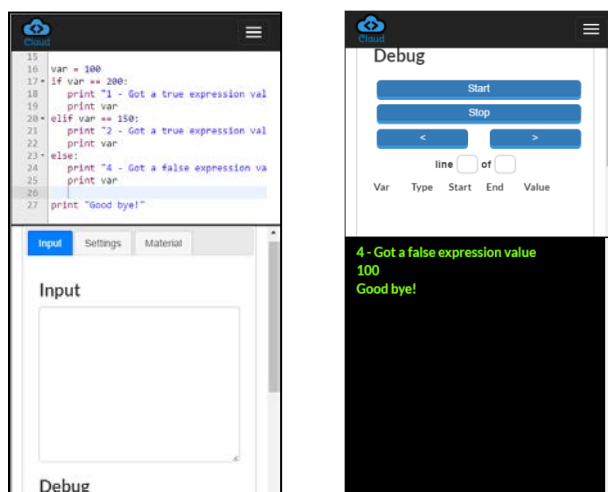 Cloud
15
16 var = 100
17 if var == 200:
18 print "1 - Got a true expression val
19 print var
20 elif var == 150:
21 print "2 - Got a true expression val
22 print var
23 else:
24 print "4 - Got a false expression va
25 print var
26
27 print "Good bye!"
Input Settings Material
Input
Debug
Cloud
Debug
Start
Stop
< >
line of
Var Type Start End Value
4 - Got a false expression value
100
Good bye!